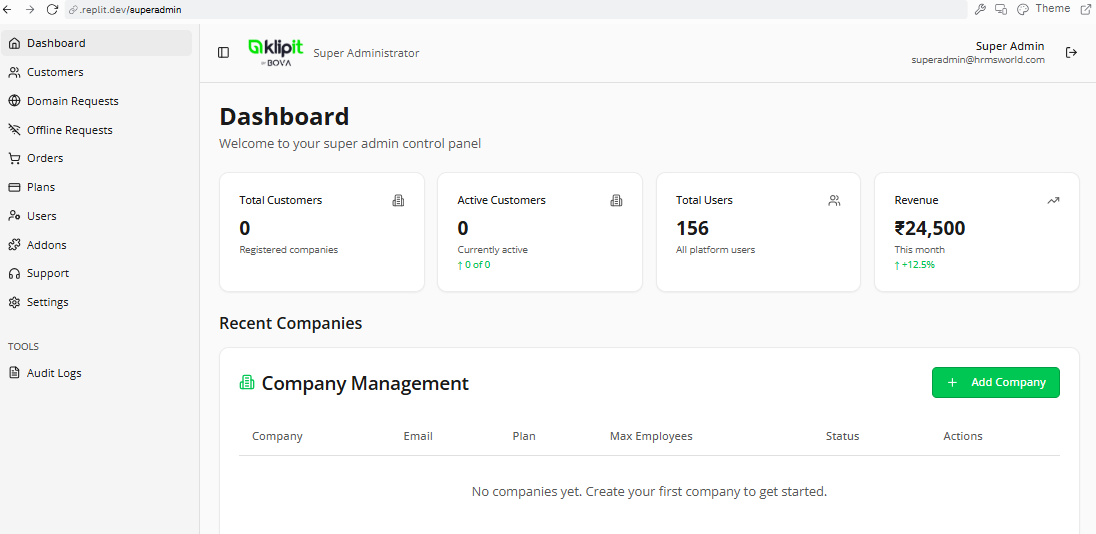 .replit.dev/superadmin
Theme
Dashboard
Customers
Domain Requests
Offline Requests
Orders
Plans
Users
Addons
Support
Settings
TOOLS
Audit Logs
klipit
BY BOVA
Super Administrator
Super Admin
superadmin@hrmsworld.com
Dashboard
Welcome to your super admin control panel
Total Customers
0
Registered companies
Active Customers
0
Currently active
↑ 0 of 0
Total Users
156
All platform users
Revenue
₹24,500
This month
↑ +12.5%
Recent Companies
Company Management
+ Add Company
Company Email Plan Max Employees Status Actions
No companies yet. Create your first company to get started.